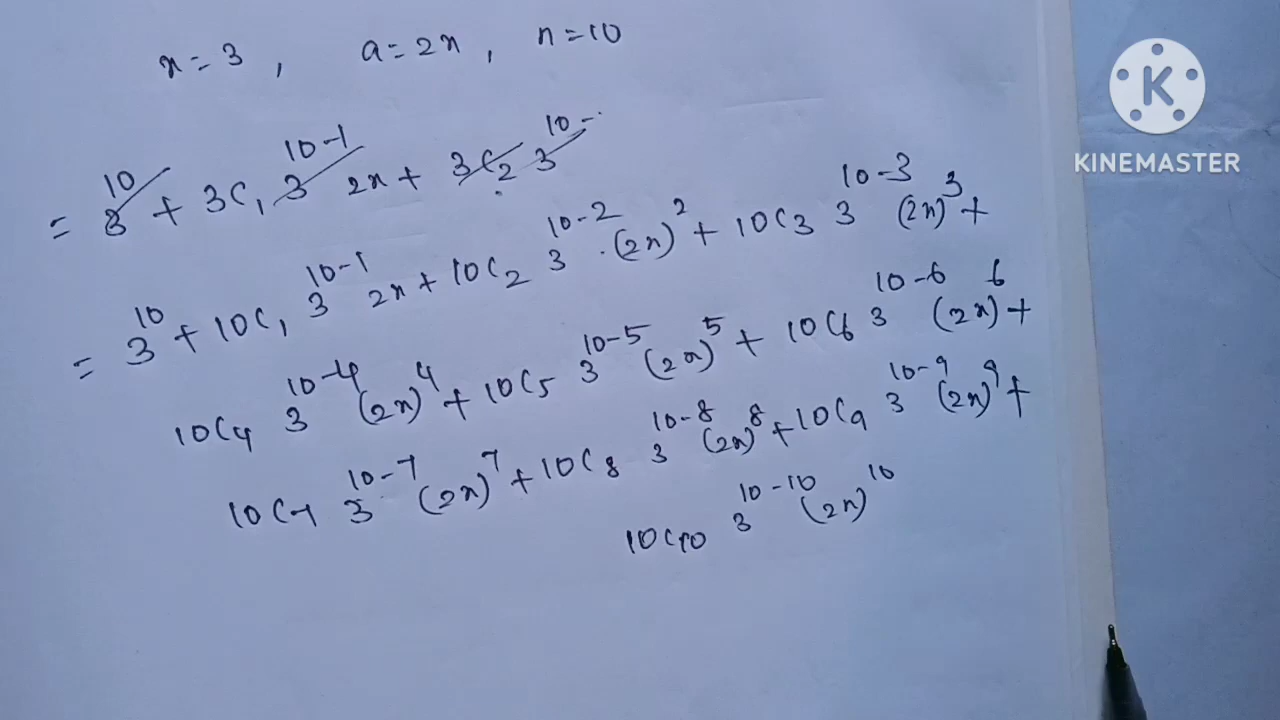 x = 3, a = 2x, n = 10
= 3^10 + 3C₁ 3^10-1 2x + 3C₂ 3^10-
= 3^10 + 10C₁ 3^10-1 2x + 10C₂ 3^10-2 . (2x)^2 + 10C₃ 3^10-3 (2x)^3 +
10C₄ 3^10-4 (2x)^4 + 10C₅ 3^10-5 (2x)^5 + 10C₆ 3^10-6 (2x)^6 +
10C₇ 3^10-7 (2x)^7 + 10C₈ 3^10-8 (2x)^8 + 10C₉ 3^10-9 (2x)^9 +
10C₁₀ 3^10-10 (2x)^10
KINEMASTER